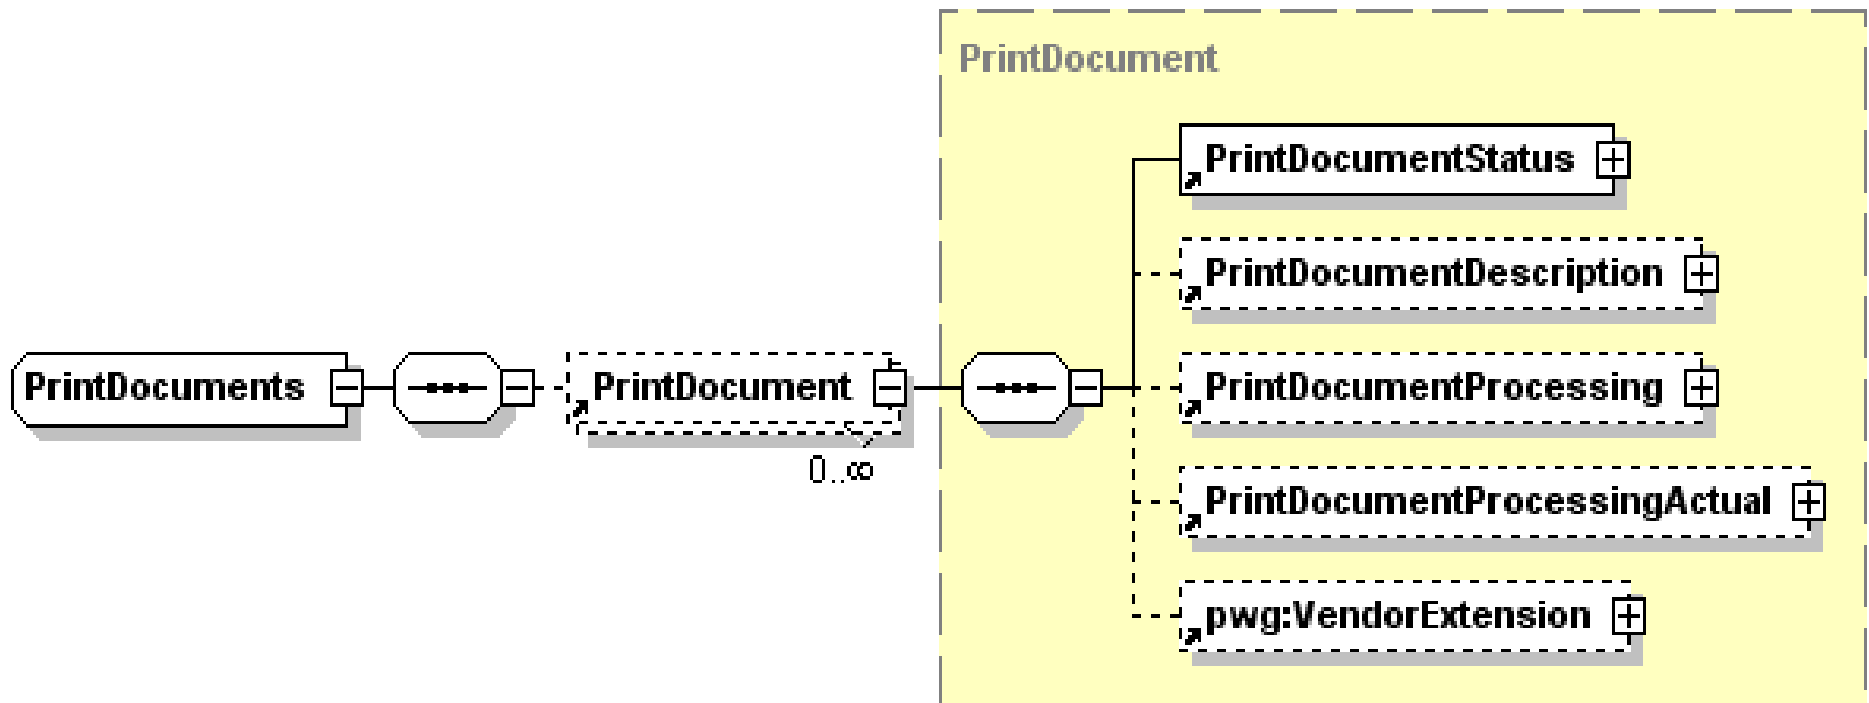 PrintDocument
PrintDocumentStatus
PrintDocumentDescription
PrintDocuments
PrintDocument
0..∞
PrintDocumentProcessing
PrintDocumentProcessingActual
pwg:VendorExtension